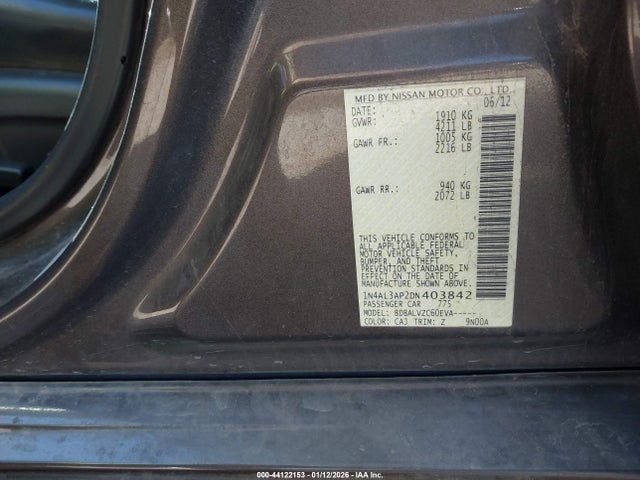 MFD BY NISSAN MOTOR CO., LTD.
DATE: 06/12
GVWR: 1910 KG
4211 LB
GAWR FR: 1005 KG
2216 LB
GAWR RR: 940 KG
2072 LB
THIS VEHICLE CONFORMS TO
ALL APPLICABLE FEDERAL
MOTOR VEHICLE SAFETY,
BUMPER, AND THEFT
PREVENTION STANDARDS IN
EFFECT ON THE DATE OF
MANUFACTURE SHOWN ABOVE.
1N4AL3AP2DN403842
PASSENGER CAR 775
MODEL: BDBALVZC60EVA-----
COLOR: CA3 TRIM: Z 9N00A
000-44122153 - 01/12/2026 - IAA Inc.